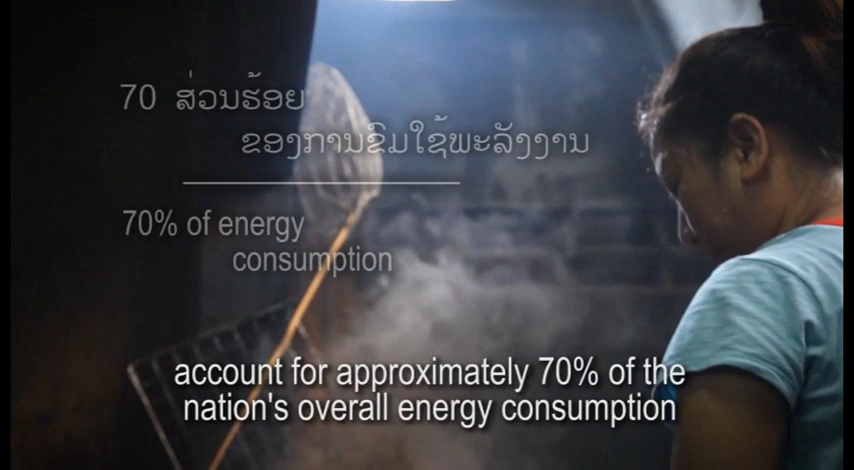 70 ສ່ວນຮ້ອຍ
ຂອງການຊົມໃຊ້ພະລັງງານ
70% of energy
consumption
account for approximately 70% of the
nation's overall energy consumption